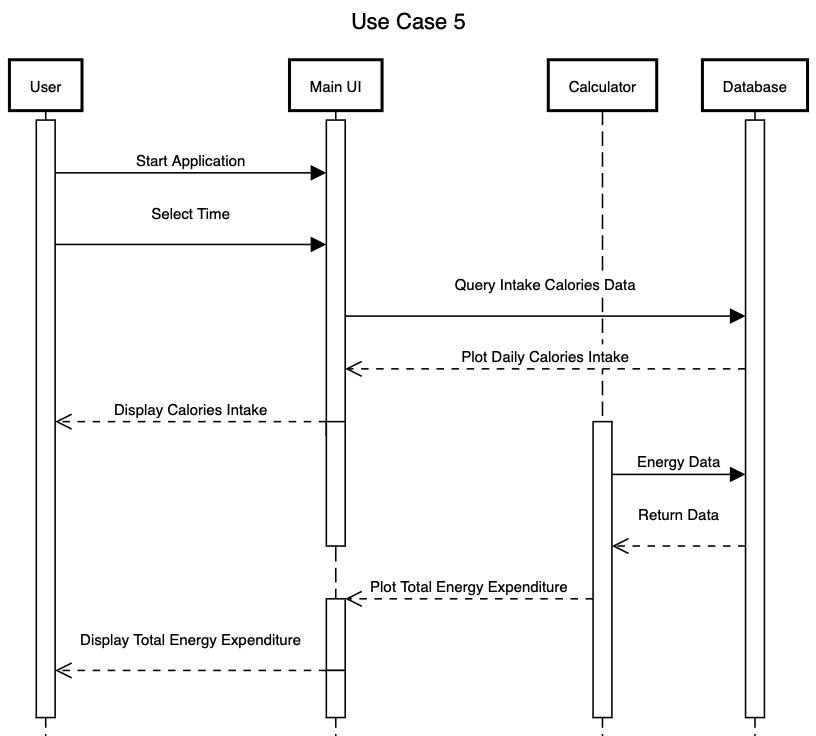 Use Case 5
User
Main UI
Calculator
Database
Start Application
Select Time
Query Intake Calories Data
Plot Daily Calories Intake
Display Calories Intake
Energy Data
Return Data
Plot Total Energy Expenditure
Display Total Energy Expenditure